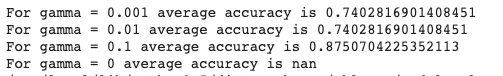 For gamma = 0.001 average accuracy is 0.7402816901408451
For gamma = 0.01 average accuracy is 0.7402816901408451
For gamma = 0.1 average accuracy is 0.8750704225352113
For gamma = 0 average accuracy is nan